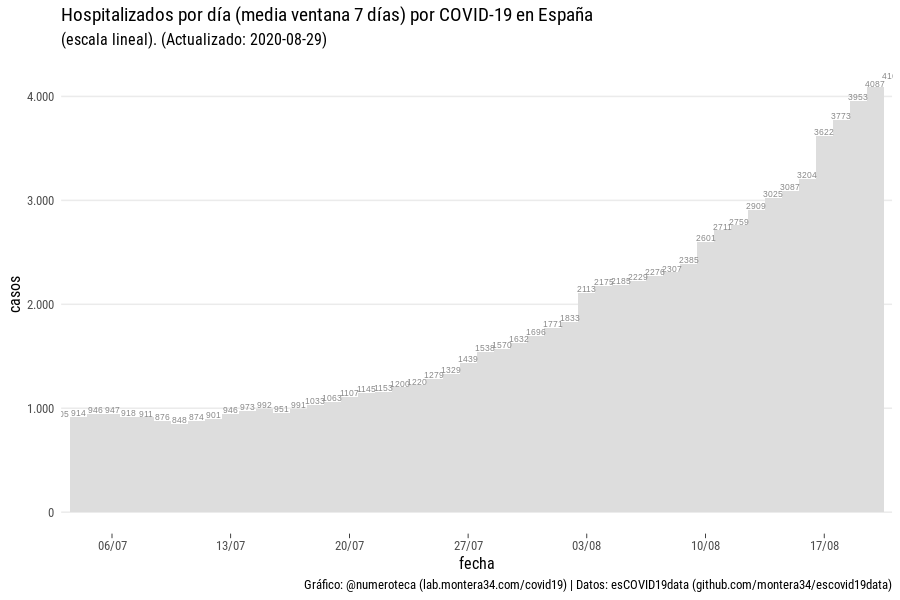 Hospitalizados por día (media ventana 7 días) por COVID-19 en España
(escala lineal). (Actualizado: 2020-08-29)
casos
4.000
3.000
2.000
1.000
0
914 946 947 918 911 876 848 874 901 946 973 992 951 991 1033 1063 1107 1145 1153 1200 1220 1279 1329 1439 1538 1570 1632 1696 1771 1833 2113 2175 2185 2229 2276 2307 2385 2601 2711 2759 2909 3025 3087 3204 3622 3773 3953 4087
06/07 13/07 20/07 27/07 03/08 10/08 17/08
fecha
Gráfico: @numeroteca (lab.montera34.com/covid19) | Datos: esCOVID19data (github.com/montera34/escovid19data)